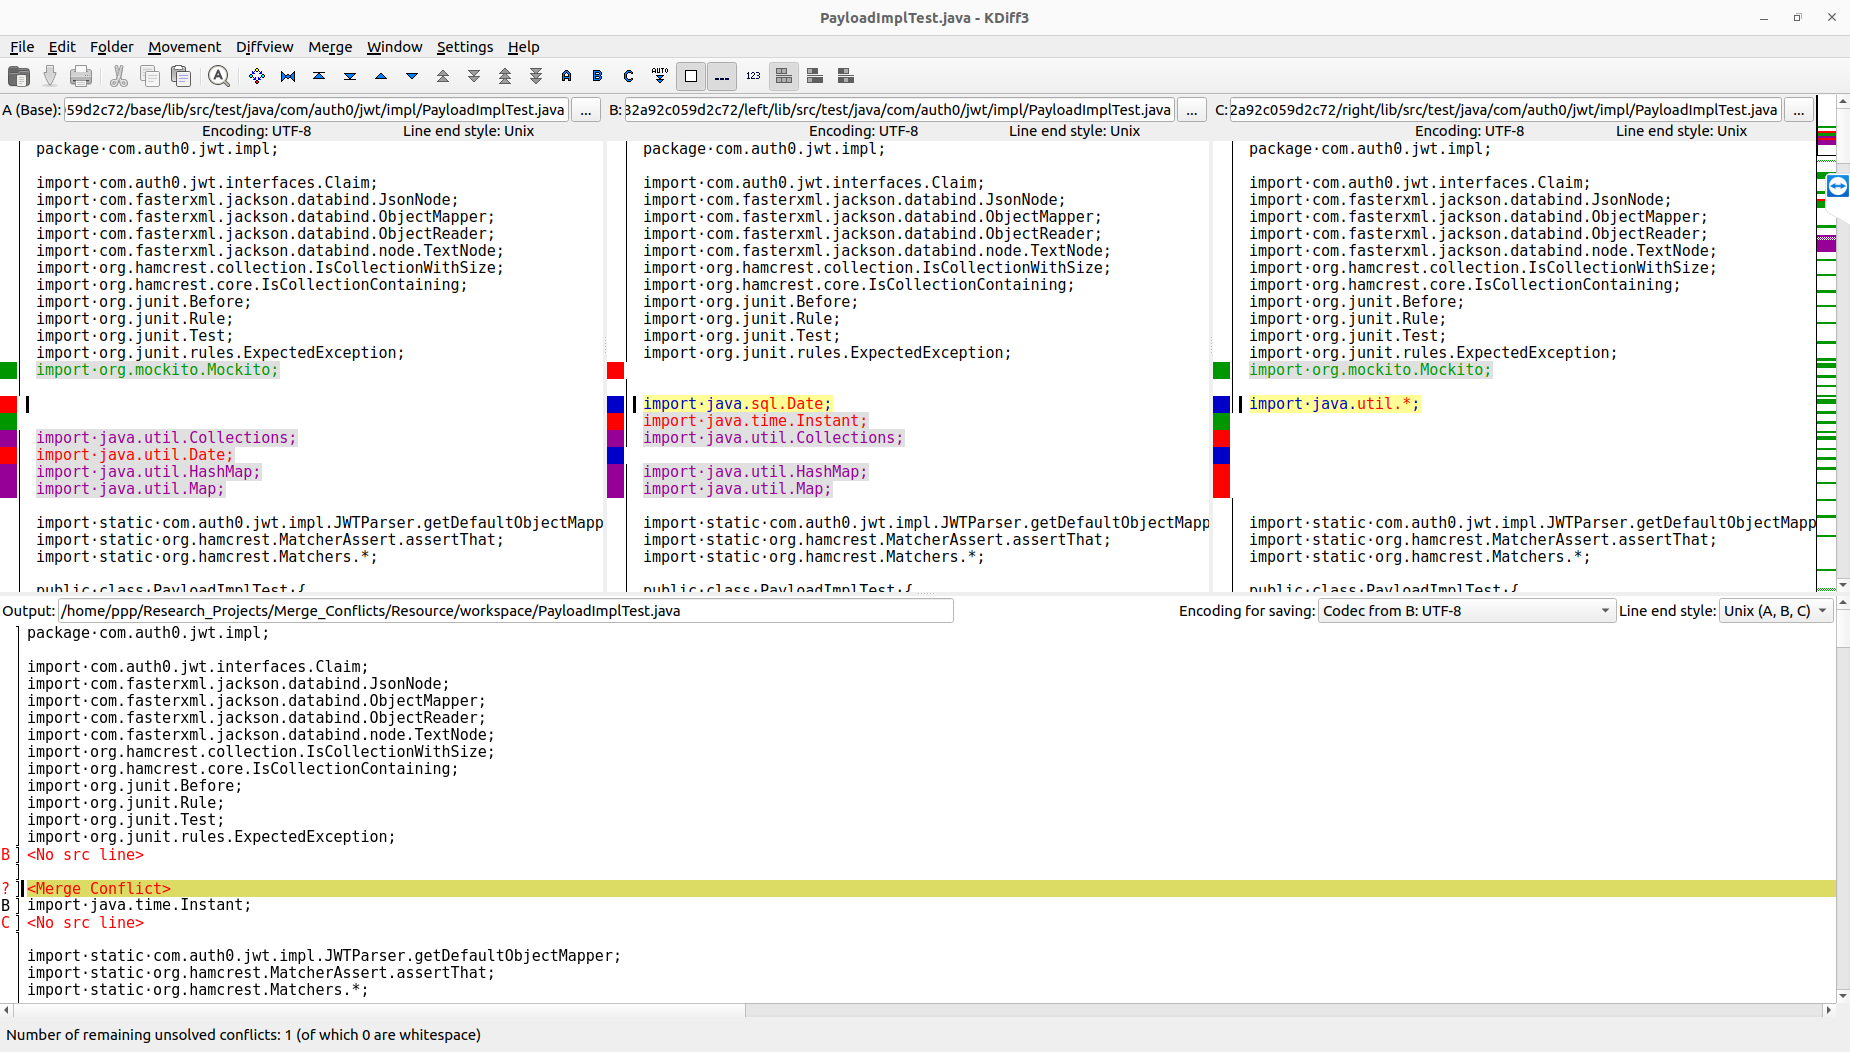 PayloadImplTest.java - KDiff3
File Edit Folder Movement Diffview Merge Window Settings Help
A B C AUTO 123
A (Base): 59d2c72/base/lib/src/test/java/com/auth0/jwt/impl/PayloadImplTest.java ...
Encoding: UTF-8 Line end style: Unix
package·com.auth0.jwt.impl;
import·com.auth0.jwt.interfaces.Claim;
import·com.fasterxml.jackson.databind.JsonNode;
import·com.fasterxml.jackson.databind.ObjectMapper;
import·com.fasterxml.jackson.databind.ObjectReader;
import·com.fasterxml.jackson.databind.node.TextNode;
import·org.hamcrest.collection.IsCollectionWithSize;
import·org.hamcrest.core.IsCollectionContaining;
import·org.junit.Before;
import·org.junit.Rule;
import·org.junit.Test;
import·org.junit.rules.ExpectedException;
import·org.mockito.Mockito;
import·java.util.Collections;
import·java.util.Date;
import·java.util.HashMap;
import·java.util.Map;
import·static·com.auth0.jwt.impl.JWTParser.getDefaultObjectMapp
import·static·org.hamcrest.MatcherAssert.assertThat;
import·static·org.hamcrest.Matchers.*;
public·class·PayloadImplTest·{
B: 32a92c059d2c72/left/lib/src/test/java/com/auth0/jwt/impl/PayloadImplTest.java ...
Encoding: UTF-8 Line end style: Unix
package·com.auth0.jwt.impl;
import·com.auth0.jwt.interfaces.Claim;
import·com.fasterxml.jackson.databind.JsonNode;
import·com.fasterxml.jackson.databind.ObjectMapper;
import·com.fasterxml.jackson.databind.ObjectReader;
import·com.fasterxml.jackson.databind.node.TextNode;
import·org.hamcrest.collection.IsCollectionWithSize;
import·org.hamcrest.core.IsCollectionContaining;
import·org.junit.Before;
import·org.junit.Rule;
import·org.junit.Test;
import·org.junit.rules.ExpectedException;
import·java.sql.Date;
import·java.time.Instant;
import·java.util.Collections;
import·java.util.HashMap;
import·java.util.Map;
import·static·com.auth0.jwt.impl.JWTParser.getDefaultObjectMapp
import·static·org.hamcrest.MatcherAssert.assertThat;
import·static·org.hamcrest.Matchers.*;
public·class·PayloadImplTest·{
C: 2a92c059d2c72/right/lib/src/test/java/com/auth0/jwt/impl/PayloadImplTest.java ...
Encoding: UTF-8 Line end style: Unix
package·com.auth0.jwt.impl;
import·com.auth0.jwt.interfaces.Claim;
import·com.fasterxml.jackson.databind.JsonNode;
import·com.fasterxml.jackson.databind.ObjectMapper;
import·com.fasterxml.jackson.databind.ObjectReader;
import·com.fasterxml.jackson.databind.node.TextNode;
import·org.hamcrest.collection.IsCollectionWithSize;
import·org.hamcrest.core.IsCollectionContaining;
import·org.junit.Before;
import·org.junit.Rule;
import·org.junit.Test;
import·org.junit.rules.ExpectedException;
import·org.mockito.Mockito;
import·java.util.*;
import·static·com.auth0.jwt.impl.JWTParser.getDefaultObjectMapp
import·static·org.hamcrest.MatcherAssert.assertThat;
import·static·org.hamcrest.Matchers.*;
public·class·PayloadImplTest·{
Output: /home/ppp/Research_Projects/Merge_Conflicts/Resource/workspace/PayloadImplTest.java Encoding for saving: Codec from B: UTF-8 Line end style: Unix (A, B, C)
package·com.auth0.jwt.impl;
import·com.auth0.jwt.interfaces.Claim;
import·com.fasterxml.jackson.databind.JsonNode;
import·com.fasterxml.jackson.databind.ObjectMapper;
import·com.fasterxml.jackson.databind.ObjectReader;
import·com.fasterxml.jackson.databind.node.TextNode;
import·org.hamcrest.collection.IsCollectionWithSize;
import·org.hamcrest.core.IsCollectionContaining;
import·org.junit.Before;
import·org.junit.Rule;
import·org.junit.Test;
import·org.junit.rules.ExpectedException;
B <No src line>
? <Merge Conflict>
B import·java.time.Instant;
C <No src line>
import·static·com.auth0.jwt.impl.JWTParser.getDefaultObjectMapper;
import·static·org.hamcrest.MatcherAssert.assertThat;
import·static·org.hamcrest.Matchers.*;
Number of remaining unsolved conflicts: 1 (of which 0 are whitespace)